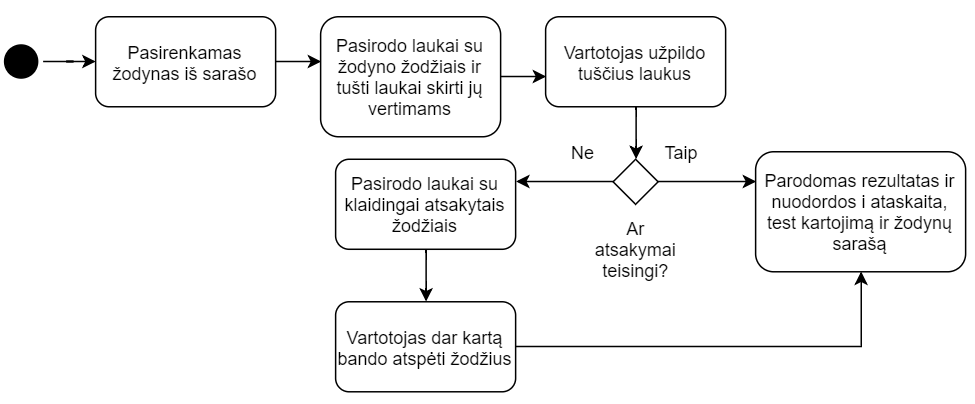 Pasirenkamas
žodynas iš sarašo
Pasirodo laukai su
žodyno žodžiais ir
tušti laukai skirti jų
vertimams
Vartotojas užpildo
tuščius laukus
Ne
Taip
Ar
atsakymai
teisingi?
Pasirodo laukai su
klaidingai atsakytais
žodžiais
Parodomas rezultatas ir
nuodordos i ataskaita,
test kartojimą ir žodynų
sarašą
Vartotojas dar kartą
bando atspėti žodžius